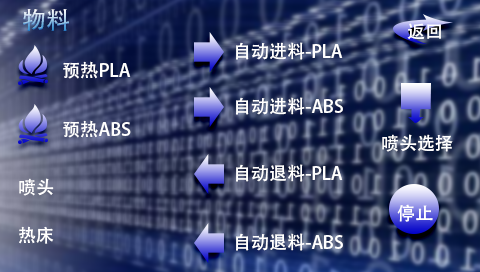 物料
返回
预热PLA
自动进料-PLA
预热ABS
自动进料-ABS
喷头选择
喷头
自动退料-PLA
停止
热床
自动退料-ABS